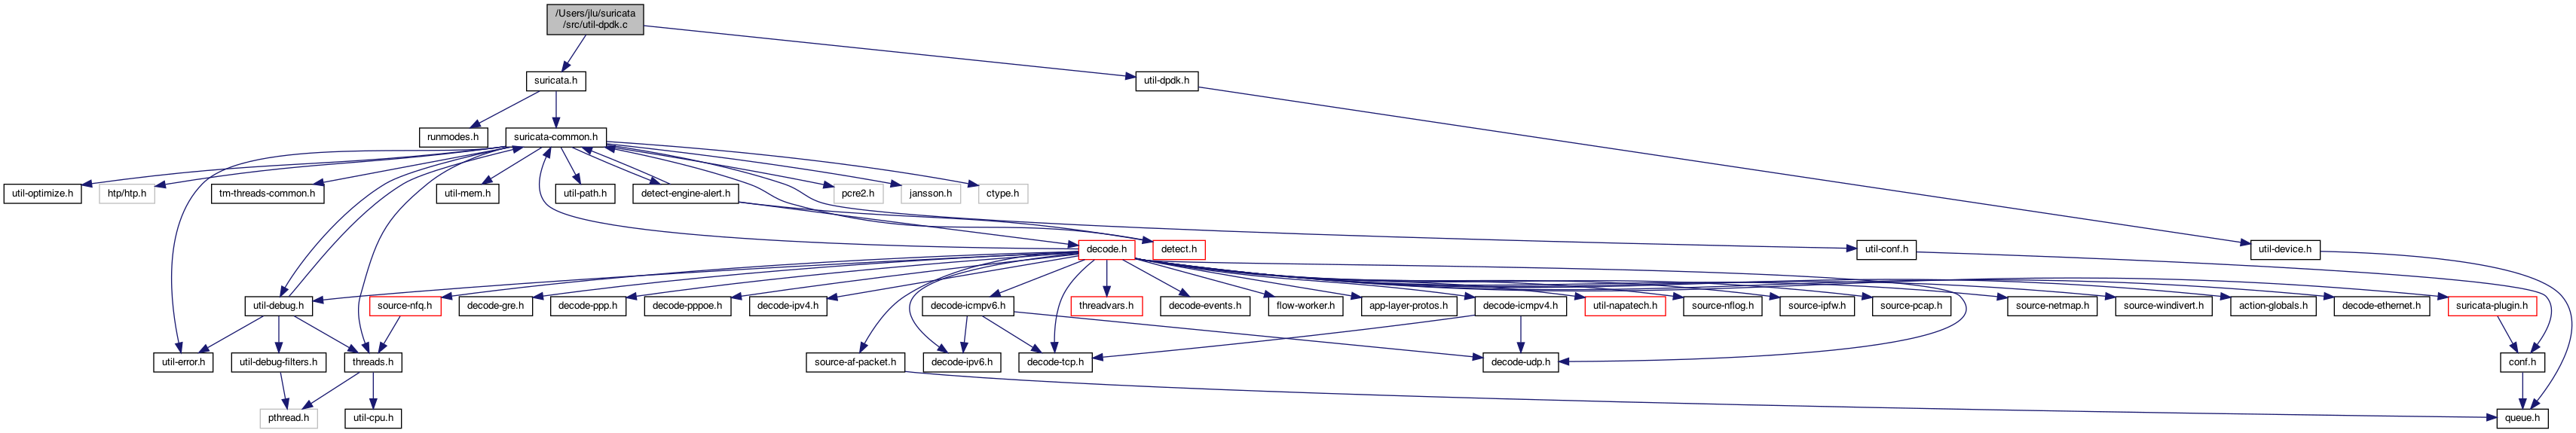 /Users/jlu/suricata
/src/util-dpdk.c
suricata.h
util-dpdk.h
runmodes.h
suricata-common.h
util-optimize.h
htp/htp.h
tm-threads-common.h
util-mem.h
util-path.h
detect-engine-alert.h
pcre2.h
jansson.h
ctype.h
decode.h
detect.h
util-conf.h
util-device.h
util-debug.h
source-nfq.h
decode-gre.h
decode-ppp.h
decode-pppoe.h
decode-ipv4.h
decode-icmpv6.h
threadvars.h
decode-events.h
flow-worker.h
app-layer-protos.h
decode-icmpv4.h
util-napatech.h
source-nflog.h
source-ipfw.h
source-pcap.h
source-netmap.h
source-windivert.h
action-globals.h
decode-ethernet.h
suricata-plugin.h
util-error.h
util-debug-filters.h
threads.h
source-af-packet.h
decode-ipv6.h
decode-tcp.h
decode-udp.h
conf.h
pthread.h
util-cpu.h
queue.h